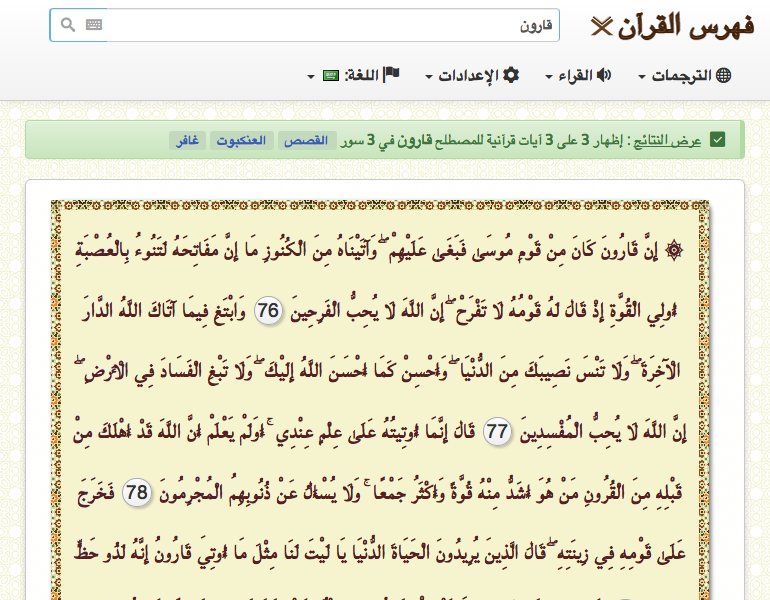 فهرس القرآن
قارون
الترجمات
القراء
الإعدادات
اللغة:
عرض النتائج : إظهار 3 على 3 آيات قرآنية للمصطلح قارون في 3 سور القصص العنكبوت غافر
۞ إِنَّ قَارُونَ كَانَ مِنْ قَوْمِ مُوسَىٰ فَبَغَىٰ عَلَيْهِمْ ۖ وَآتَيْنَاهُ مِنَ الْكُنُوزِ مَا إِنَّ مَفَاتِحَهُ لَتَنُوءُ بِالْعُصْبَةِ
أُولِي الْقُوَّةِ إِذْ قَالَ لَهُ قَوْمُهُ لَا تَفْرَحْ ۖ إِنَّ اللَّهَ لَا يُحِبُّ الْفَرِحِينَ 76 وَابْتَغِ فِيمَا آتَاكَ اللَّهُ الدَّارَ
الْآخِرَةَ ۖ وَلَا تَنْسَ نَصِيبَكَ مِنَ الدُّنْيَا ۖ وَأَحْسِنْ كَمَا أَحْسَنَ اللَّهُ إِلَيْكَ ۖ وَلَا تَبْغِ الْفَسَادَ فِي الْأَرْضِ ۖ
إِنَّ اللَّهَ لَا يُحِبُّ الْمُفْسِدِينَ 77 قَالَ إِنَّمَا أُوتِيتُهُ عَلَىٰ عِلْمٍ عِنْدِي ۚ أَوَلَمْ يَعْلَمْ أَنَّ اللَّهَ قَدْ أَهْلَكَ مِنْ
قَبْلِهِ مِنَ الْقُرُونِ مَنْ هُوَ أَشَدُّ مِنْهُ قُوَّةً وَأَكْثَرُ جَمْعًا ۚ وَلَا يُسْأَلُ عَنْ ذُنُوبِهِمُ الْمُجْرِمُونَ 78 فَخَرَجَ
عَلَىٰ قَوْمِهِ فِي زِينَتِهِ ۖ قَالَ الَّذِينَ يُرِيدُونَ الْحَيَاةَ الدُّنْيَا يَا لَيْتَ لَنَا مِثْلَ مَا أُوتِيَ قَارُونُ إِنَّهُ لَذُو حَظٍّ